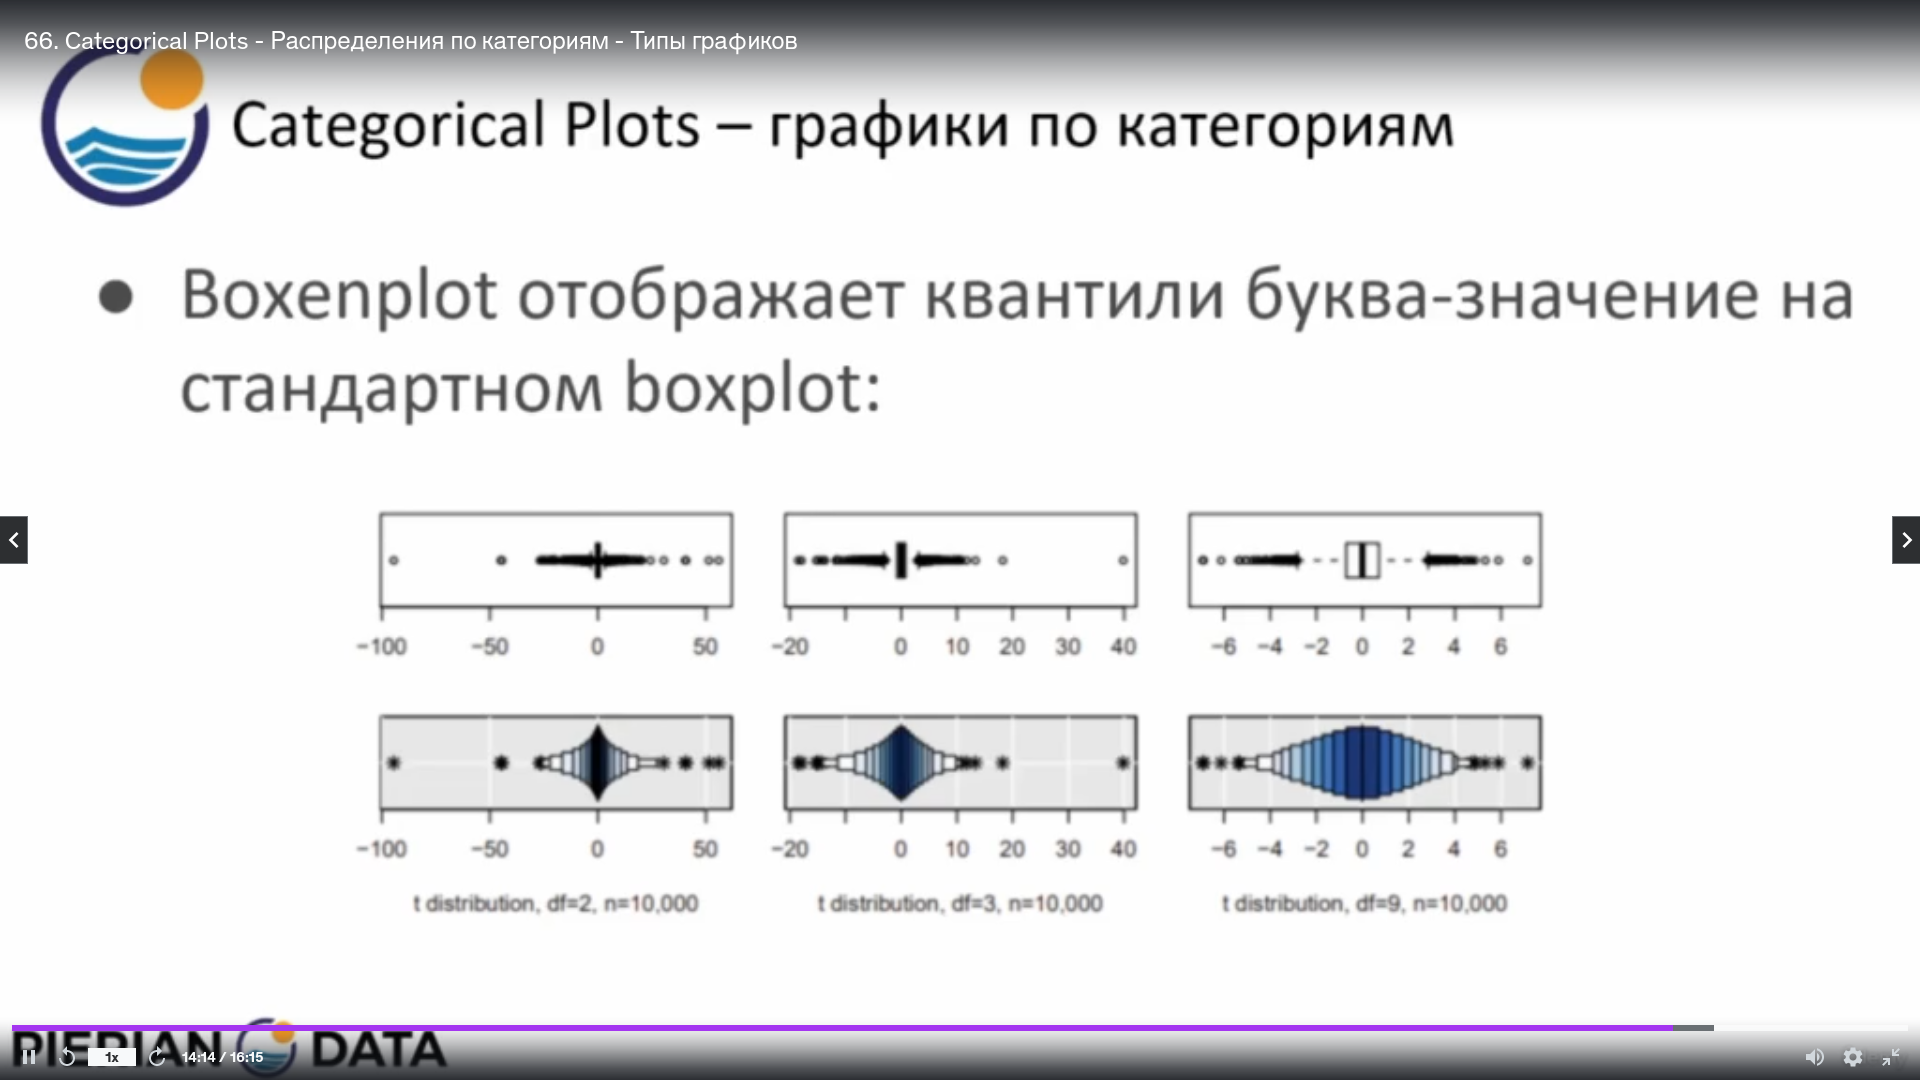 66. Categorical Plots - Распределения по категориям - Типы графиков
Categorical Plots – графики по категориям
● Boxenplot отображает квантили буква-значение на
стандартном boxplot:
−100 −50 0 50
−20 0 10 20 30 40
−6 −4 −2 0 2 4 6
−100 −50 0 50
−20 0 10 20 30 40
−6 −4 −2 0 2 4 6
t distribution, df=2, n=10,000
t distribution, df=3, n=10,000
t distribution, df=9, n=10,000
PIERIAN DATA
1x
14:14 / 16:15